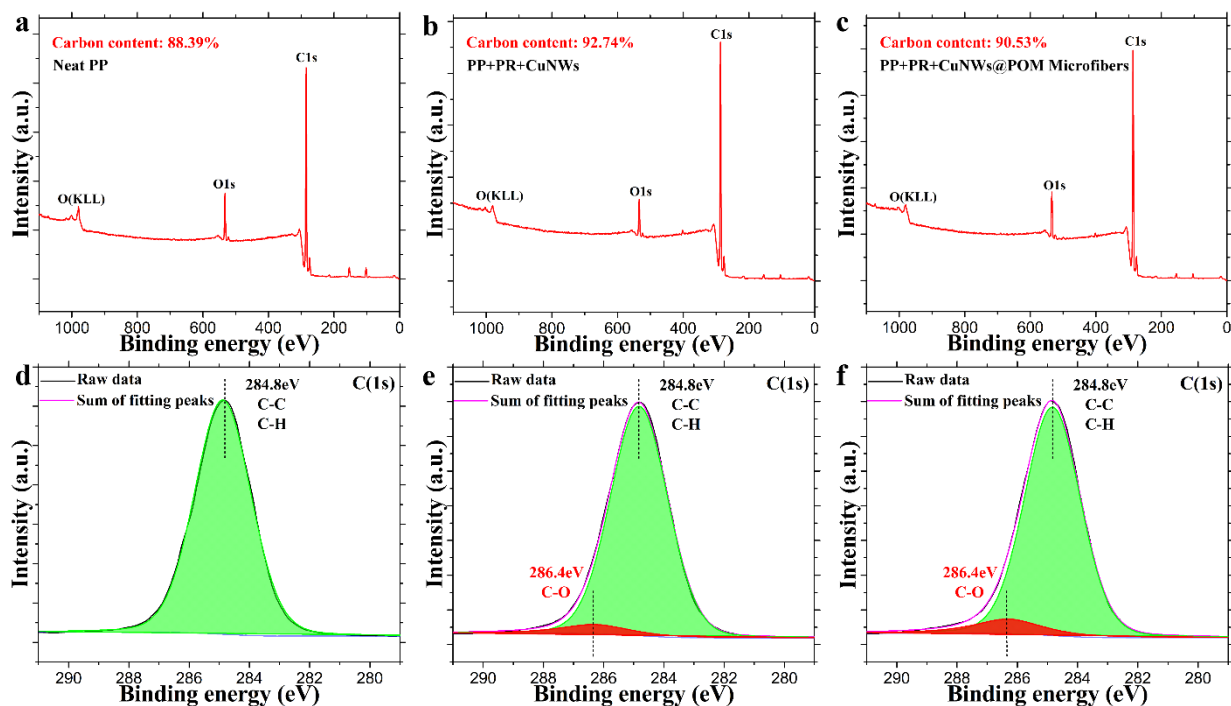 a
Carbon content: 88.39%
Neat PP
C1s
O1s
O(KLL)
Intensity (a.u.)
1000 800 600 400 200 0
Binding energy (eV)
b
Carbon content: 92.74%
PP+PR+CuNWs
C1s
O1s
O(KLL)
Intensity (a.u.)
1000 800 600 400 200 0
Binding energy (eV)
c
Carbon content: 90.53%
PP+PR+CuNWs@POM Microfibers
C1s
O1s
O(KLL)
Intensity (a.u.)
1000 800 600 400 200 0
Binding energy (eV)
d
Raw data
Sum of fitting peaks
284.8eV
C-C
C-H
C(1s)
Intensity (a.u.)
290 288 286 284 282 280
Binding energy (eV)
e
Raw data
Sum of fitting peaks
284.8eV
C-C
C-H
C(1s)
286.4eV
C-O
Intensity (a.u.)
290 288 286 284 282 280
Binding energy (eV)
f
Raw data
Sum of fitting peaks
284.8eV
C-C
C-H
C(1s)
286.4eV
C-O
Intensity (a.u.)
290 288 286 284 282 280
Binding energy (eV)